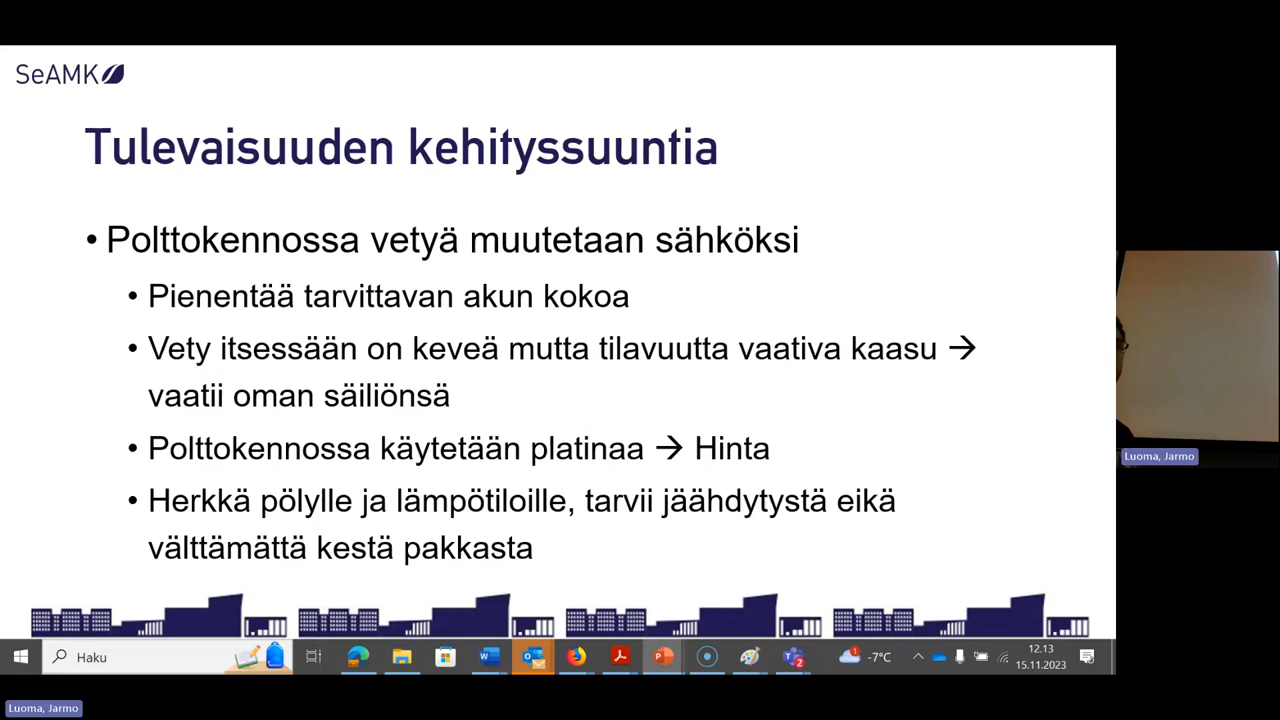 SeAMK
Tulevaisuuden kehityssuuntia
• Polttokennossa vetyä muutetaan sähköksi
• Pienentää tarvittavan akun kokoa
• Vety itsessään on keveä mutta tilavuutta vaativa kaasu →
vaatii oman säiliönsä
• Polttokennossa käytetään platinaa → Hinta
• Herkkä pölylle ja lämpötiloille, tarvii jäähdytystä eikä
välttämättä kestä pakkasta
Luoma, Jarmo
Haku
-7°C
12.13
15.11.2023
Luoma, Jarmo